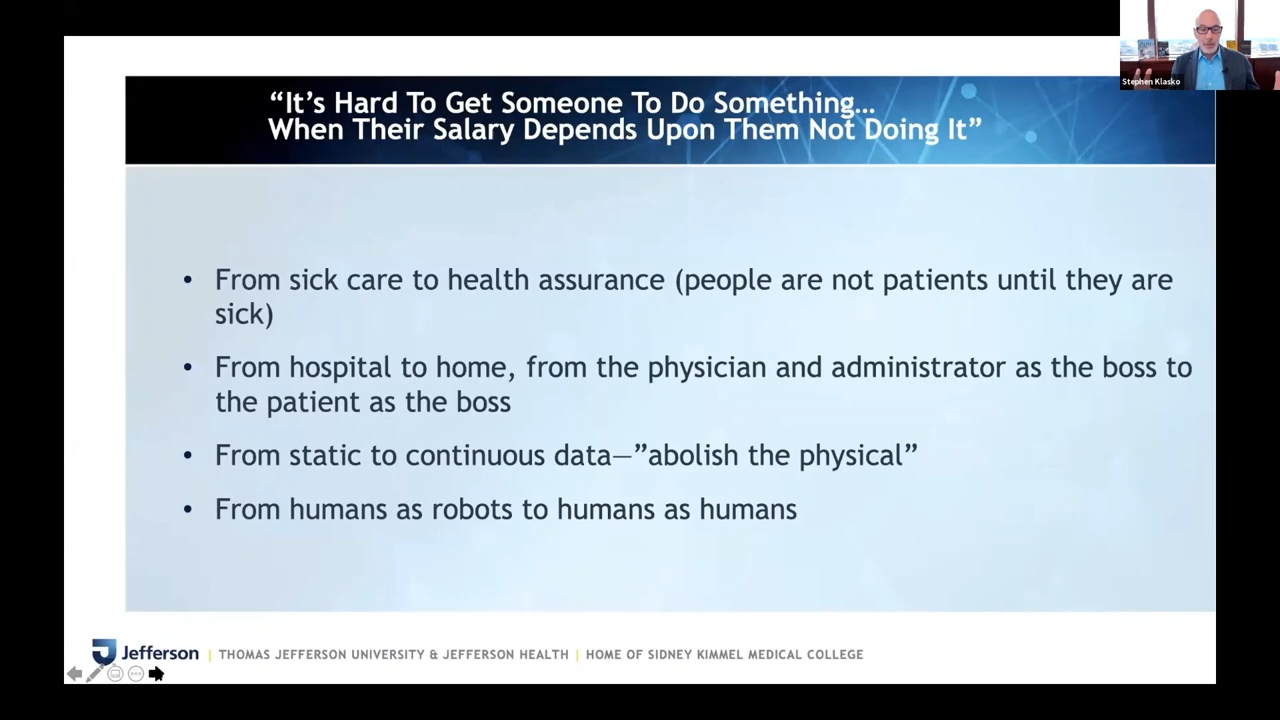 Stephen Klasko
“It’s Hard To Get Someone To Do Something...
When Their Salary Depends Upon Them Not Doing It”
• From sick care to health assurance (people are not patients until they are
sick)
• From hospital to home, from the physician and administrator as the boss to
the patient as the boss
• From static to continuous data—”abolish the physical”
• From humans as robots to humans as humans
Jefferson | THOMAS JEFFERSON UNIVERSITY & JEFFERSON HEALTH | HOME OF SIDNEY KIMMEL MEDICAL COLLEGE